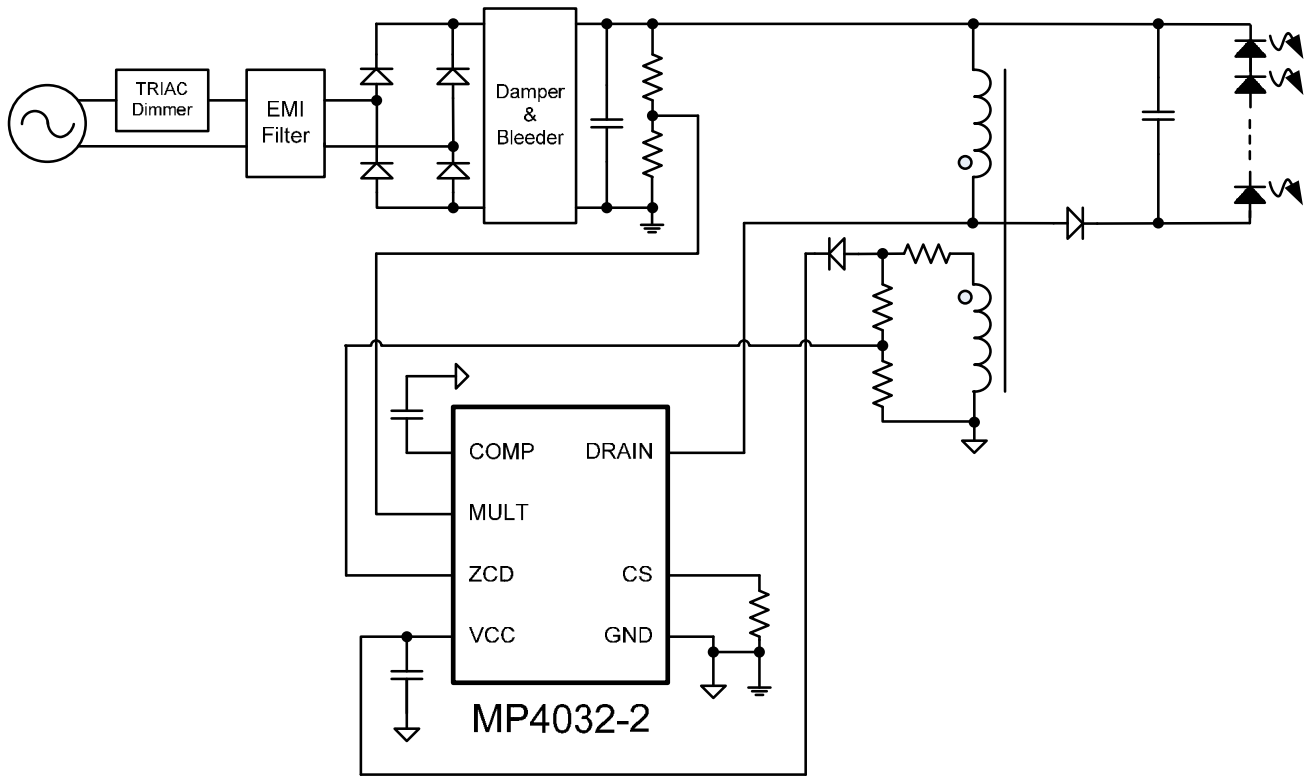 TRIAC
Dimmer
EMI
Filter
Damper
&
Bleeder
COMP
DRAIN
MULT
ZCD
CS
VCC
GND
MP4032-2